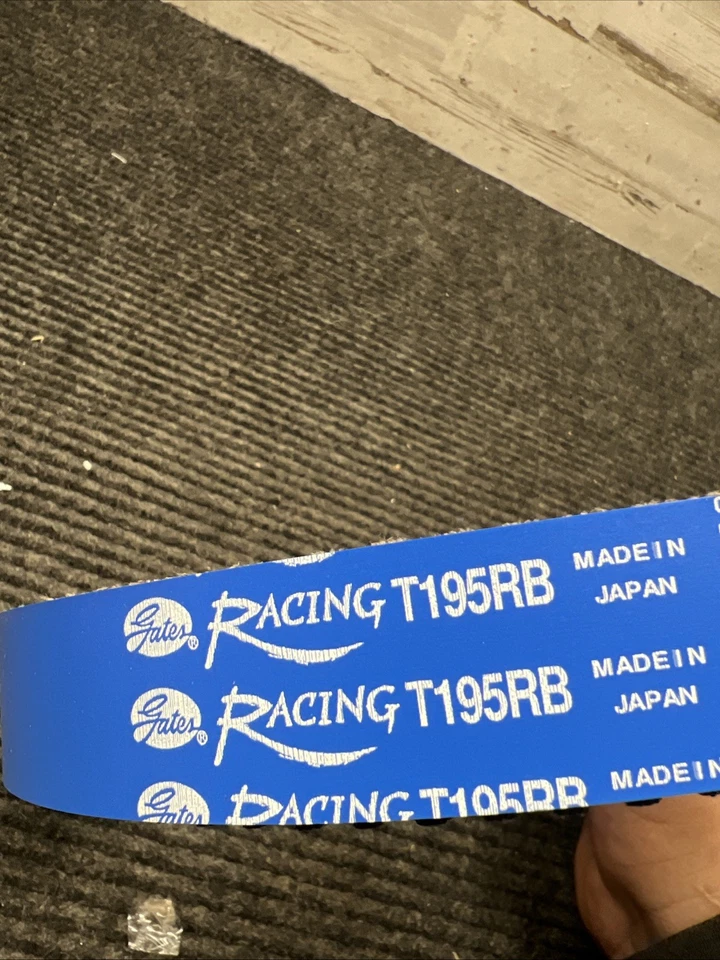 Gates® RACING T195RB MADE IN JAPAN
Gates® RACING T195RB MADE IN JAPAN
Gates RACING T195RB MADE IN